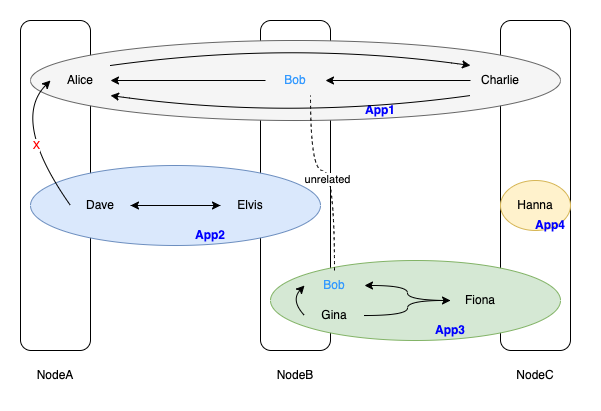 Alice
Bob
Charlie
App1
X
unrelated
Dave
Elvis
App2
Hanna
App4
Bob
Gina
Fiona
App3
NodeA
NodeB
NodeC